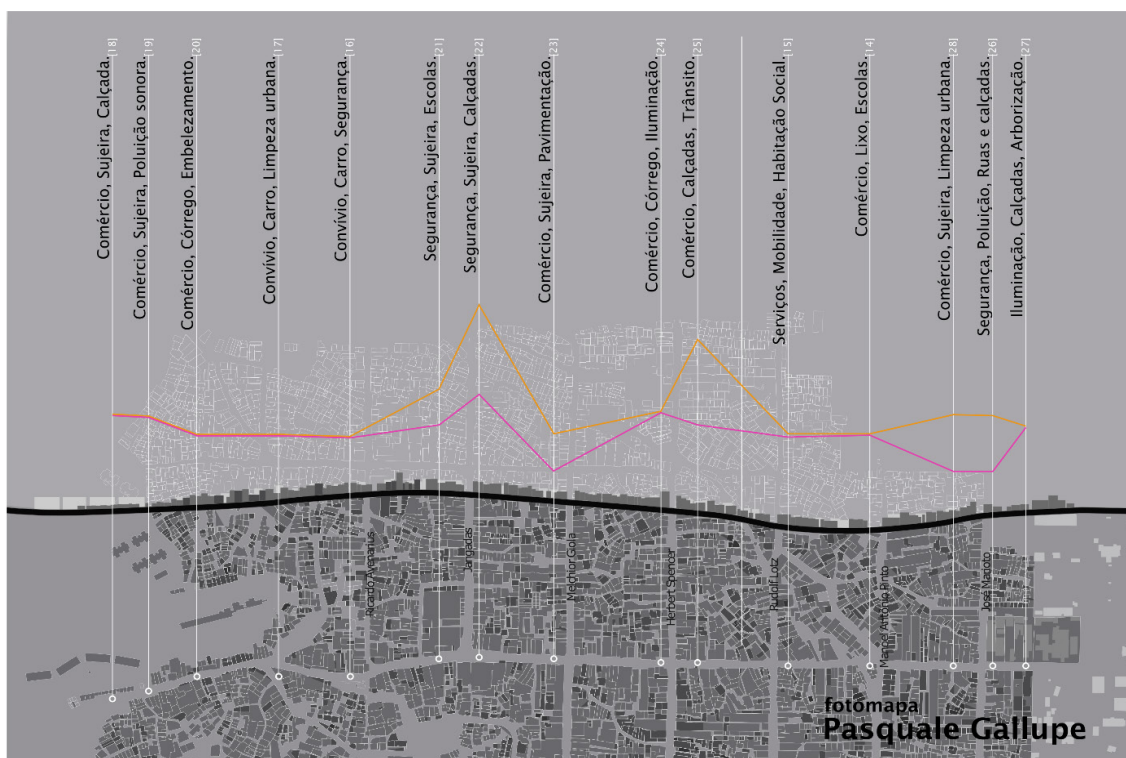 Comércio, Sujeira, Calçada. [18]
Comércio, Sujeira, Poluição sonora. [19]
Comércio, Córrego, Embelezamento. [20]
Convívio, Carro, Limpeza urbana. [17]
Convívio, Carro, Segurança. [16]
Segurança, Sujeira, Escolas. [21]
Segurança, Sujeira, Calçadas. [22]
Comércio, Sujeira, Pavimentação. [23]
Comércio, Córrego, Iluminação. [24]
Comércio, Calçadas, Trânsito. [25]
Serviços, Mobilidade, Habitação Social. [15]
Comércio, Lixo, Escolas. [14]
Comércio, Sujeira, Limpeza urbana. [28]
Segurança, Poluição, Ruas e calçadas. [26]
Iluminação, Calçadas, Arborização. [27]
Ricardo Avenarius
Jangadas
Melchior Giola
Herbert Spencer
Rudolf Lotz
Manoel Antônio Pinto
José Maroto
fotomapa
Pasquale Gallupe